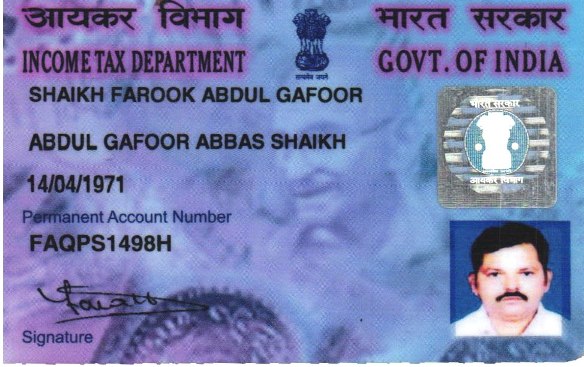 आयकर विभाग
भारत सरकार
INCOME TAX DEPARTMENT
GOVT. OF INDIA
सत्यमेव जयते
SHAIKH FAROOK ABDUL GAFOOR
भारत सरकार
ABDUL GAFOOR ABBAS SHAIKH
14/04/1971
आयकर विभाग
Permanent Account Number
FAQPS1498H
Signature